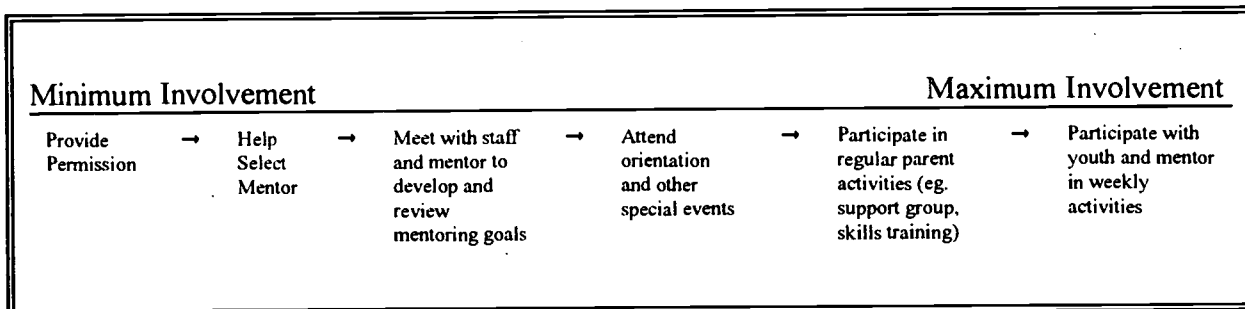 Minimum Involvement
Maximum Involvement
Provide
Permission
→
Help
Select
Mentor
→
Meet with staff
and mentor to
develop and
review
mentoring goals
→
Attend
orientation
and other
special events
→
Participate in
regular parent
activities (eg.
support group,
skills training)
→
Participate with
youth and mentor
in weekly
activities